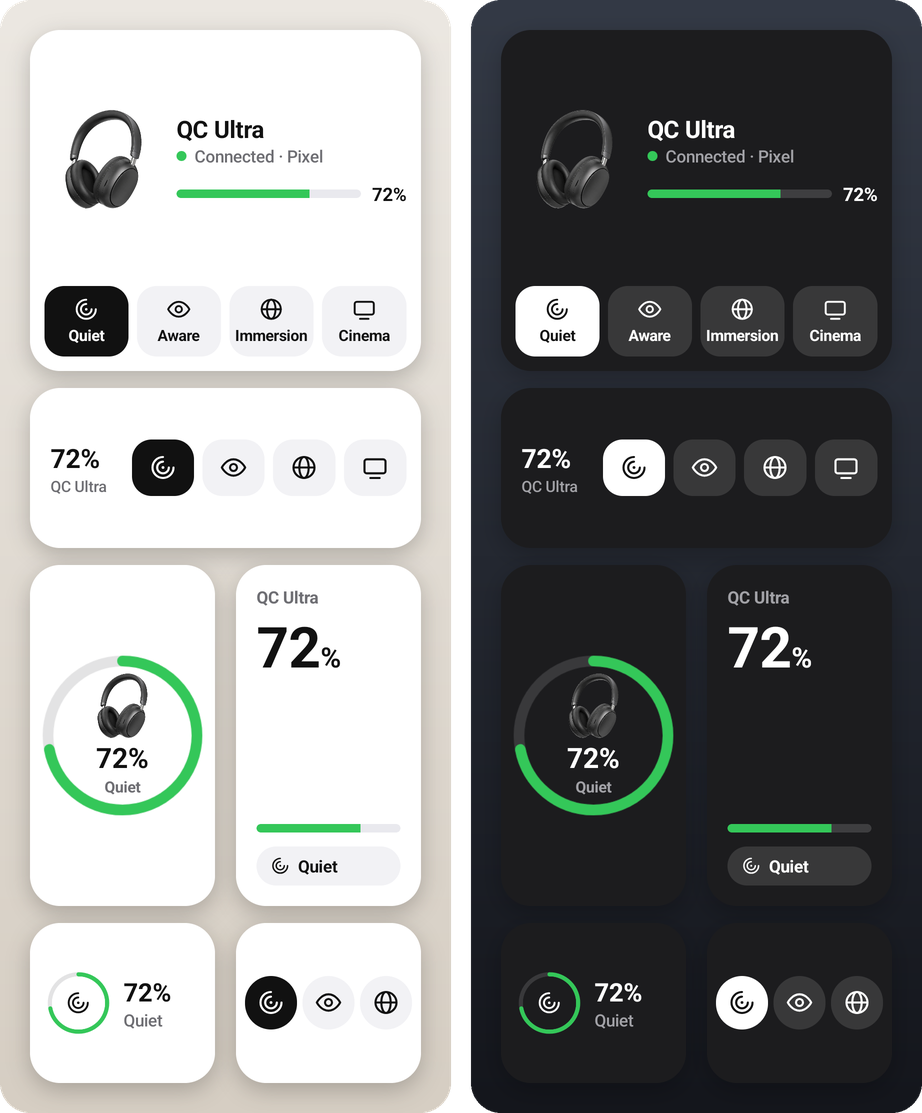 QC Ultra
Connected · Pixel
72%
Quiet
Aware
Immersion
Cinema
72%
QC Ultra
72%
Quiet
QC Ultra
72%
Quiet
72%
Quiet
QC Ultra
Connected · Pixel
72%
Quiet
Aware
Immersion
Cinema
72%
QC Ultra
72%
Quiet
QC Ultra
72%
Quiet
72%
Quiet